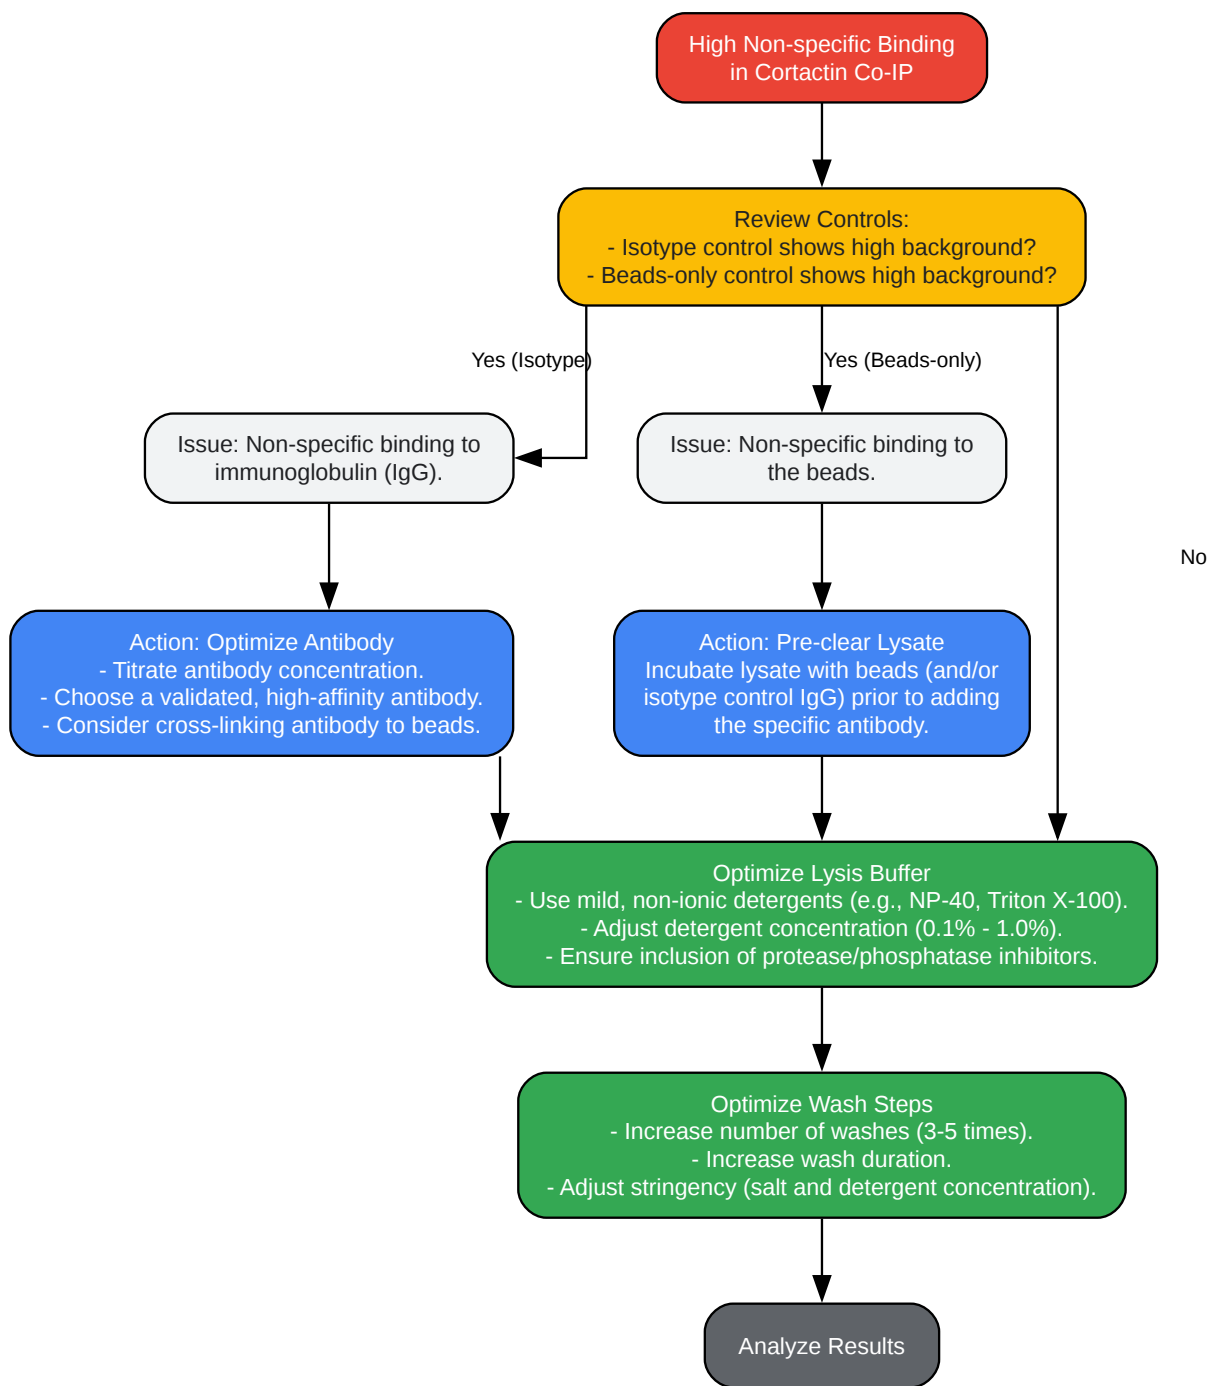 High Non-specific Binding
in Cortactin Co-IP
Review Controls:
- Isotype control shows high background?
- Beads-only control shows high background?
Yes (Isotype)
Yes (Beads-only)
Issue: Non-specific binding to
immunoglobulin (IgG).
Issue: Non-specific binding to
the beads.
No
Action: Optimize Antibody
- Titrate antibody concentration.
- Choose a validated, high-affinity antibody.
- Consider cross-linking antibody to beads.
Action: Pre-clear Lysate
Incubate lysate with beads (and/or
isotype control IgG) prior to adding
the specific antibody.
Optimize Lysis Buffer
- Use mild, non-ionic detergents (e.g., NP-40, Triton X-100).
- Adjust detergent concentration (0.1% - 1.0%).
- Ensure inclusion of protease/phosphatase inhibitors.
Optimize Wash Steps
- Increase number of washes (3-5 times).
- Increase wash duration.
- Adjust stringency (salt and detergent concentration).
Analyze Results